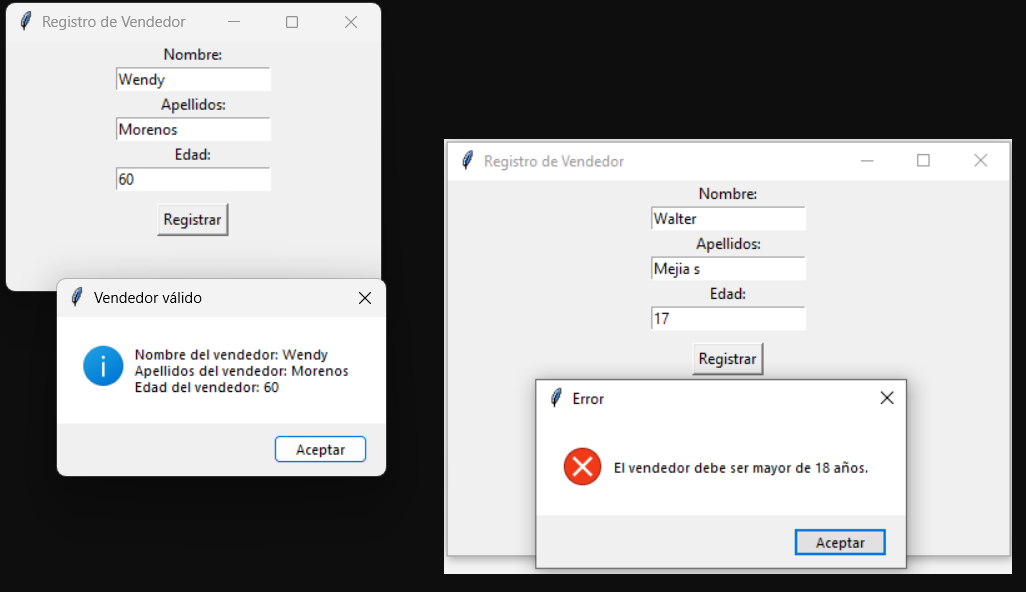 Registro de Vendedor
Nombre:
Wendy
Apellidos:
Morenos
Edad:
60
Registrar
Vendedor válido
Nombre del vendedor: Wendy
Apellidos del vendedor: Morenos
Edad del vendedor: 60
Aceptar
Registro de Vendedor
Nombre:
Walter
Apellidos:
Mejia s
Edad:
17
Registrar
Error
El vendedor debe ser mayor de 18 años.
Aceptar